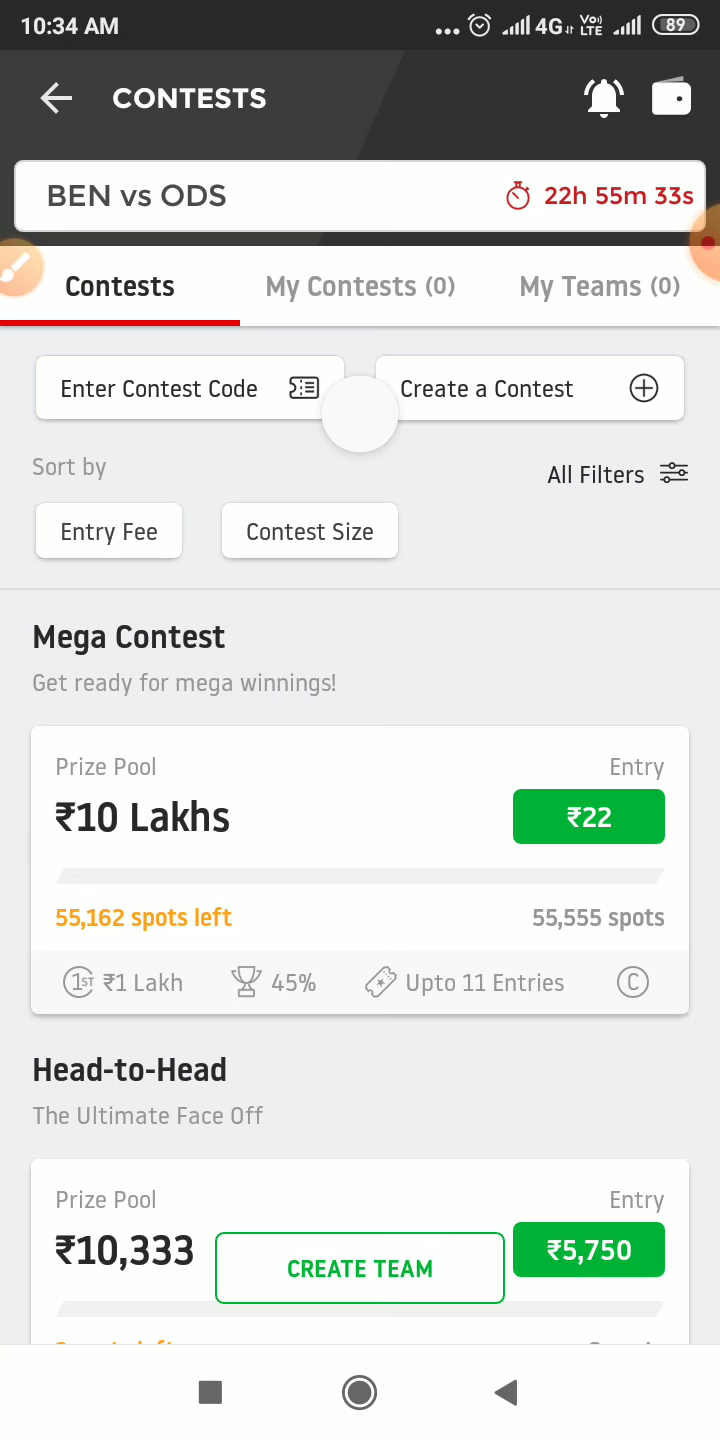 10:34 AM
4G VoLTE 89
CONTESTS
BEN vs ODS 22h 55m 33s
Contests My Contests (0) My Teams (0)
Enter Contest Code Create a Contest
Sort by All Filters
Entry Fee Contest Size
Mega Contest
Get ready for mega winnings!
Prize Pool Entry
₹10 Lakhs ₹22
55,162 spots left 55,555 spots
1ST ₹1 Lakh 45% Upto 11 Entries C
Head-to-Head
The Ultimate Face Off
Prize Pool Entry
₹10,333 ₹5,750
CREATE TEAM